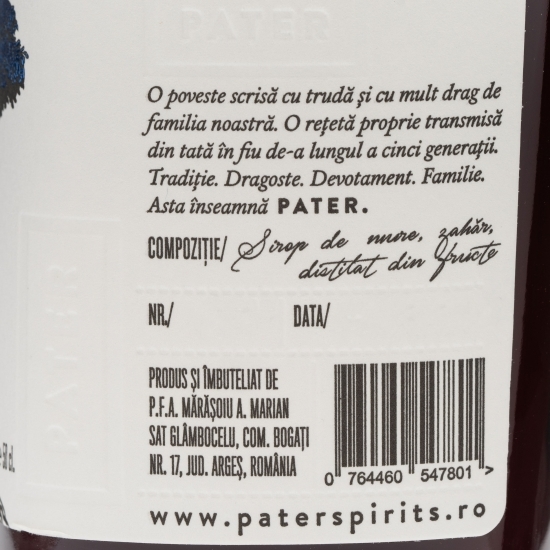 PATER
O poveste scrisă cu trudă și cu mult drag de
familia noastră. O rețetă proprie transmisă
din tată în fiu de-a lungul a cinci generații.
Tradiție. Dragoste. Devotament. Familie.
Asta înseamnă PATER.
COMPOZIȚIE/ Sirop de mure, zahăr,
distilat din fructe
NR./ DATA/
PATER
PRODUS ȘI ÎMBUTELIAT DE
P.F.A. MĂRĂȘOIU A. MARIAN
SAT GLÂMBOCELU, COM. BOGAȚI
NR. 17, JUD. ARGEȘ, ROMÂNIA
0 764460 547801 >
www.paterspirits.ro